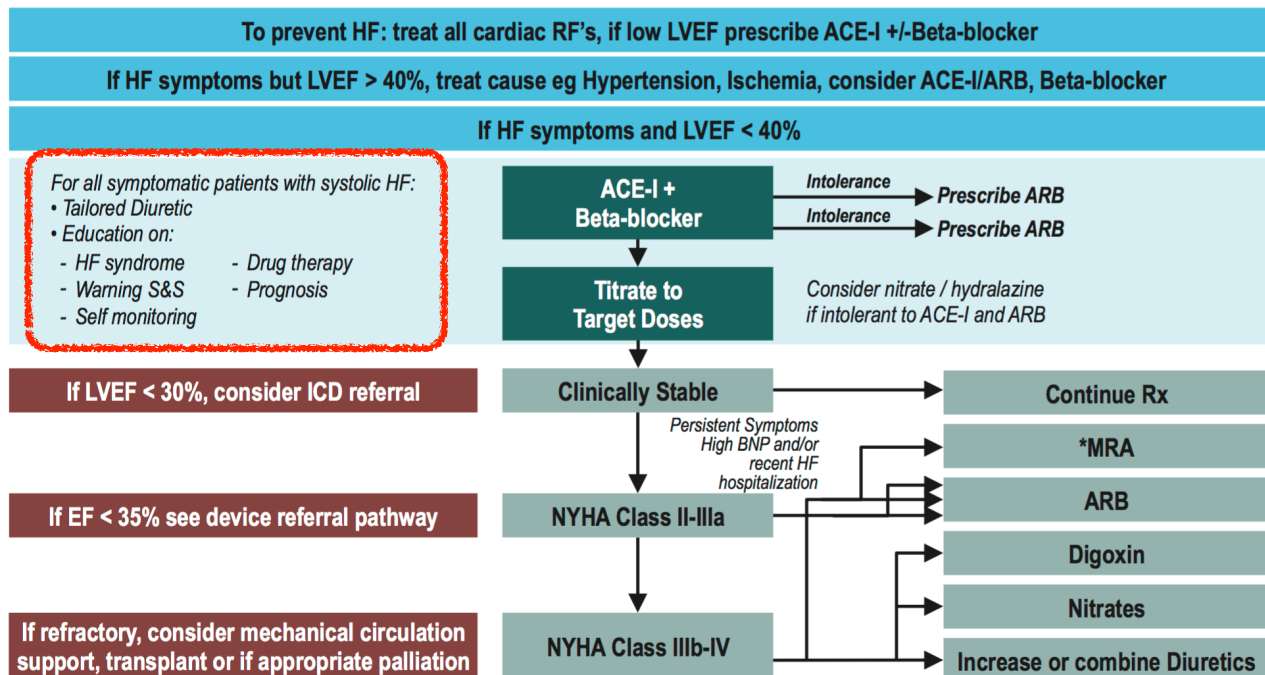 To prevent HF: treat all cardiac RF's, if low LVEF prescribe ACE-I +/-Beta-blocker
If HF symptoms but LVEF > 40%, treat cause eg Hypertension, Ischemia, consider ACE-I/ARB, Beta-blocker
If HF symptoms and LVEF < 40%
For all symptomatic patients with systolic HF:
• Tailored Diuretic
• Education on:
- HF syndrome
- Drug therapy
- Warning S&S
- Prognosis
- Self monitoring
ACE-I +
Beta-blocker
Intolerance
Prescribe ARB
Intolerance
Prescribe ARB
Titrate to
Target Doses
Consider nitrate / hydralazine
if intolerant to ACE-I and ARB
If LVEF < 30%, consider ICD referral
Clinically Stable
Continue Rx
Persistent Symptoms
High BNP and/or
recent HF
hospitalization
*MRA
If EF < 35% see device referral pathway
NYHA Class II-IIIa
ARB
Digoxin
Nitrates
If refractory, consider mechanical circulation
support, transplant or if appropriate palliation
NYHA Class IIIb-IV
Increase or combine Diuretics